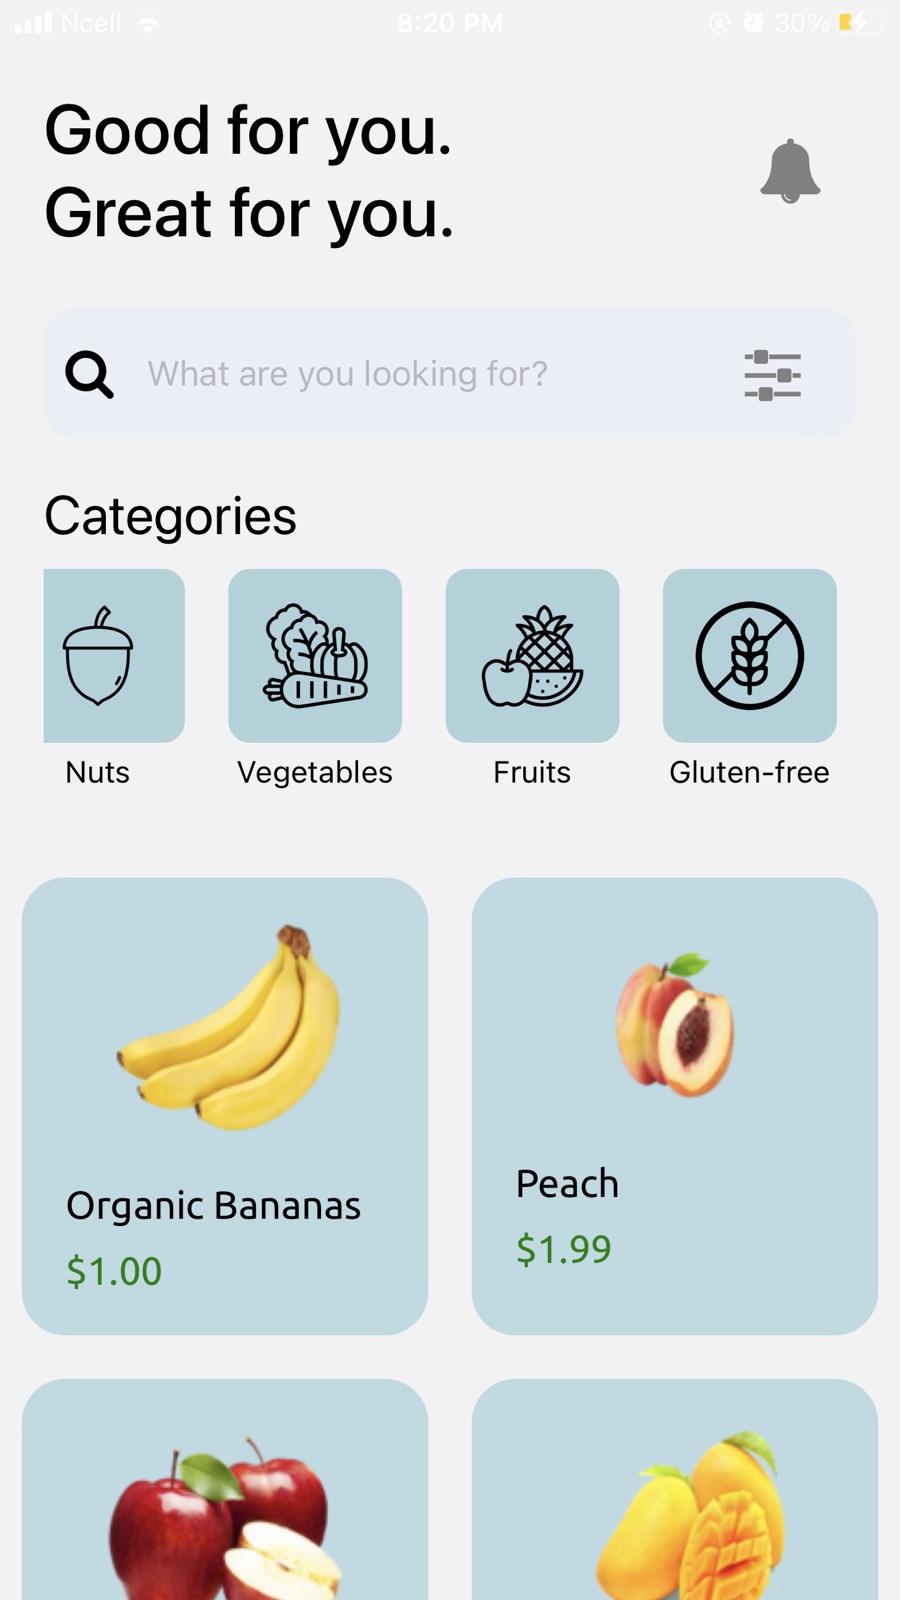 Ncell 8:20 PM 30%
Good for you.
Great for you.
What are you looking for?
Categories
Nuts Vegetables Fruits Gluten-free
Organic Bananas
$1.00
Peach
$1.99